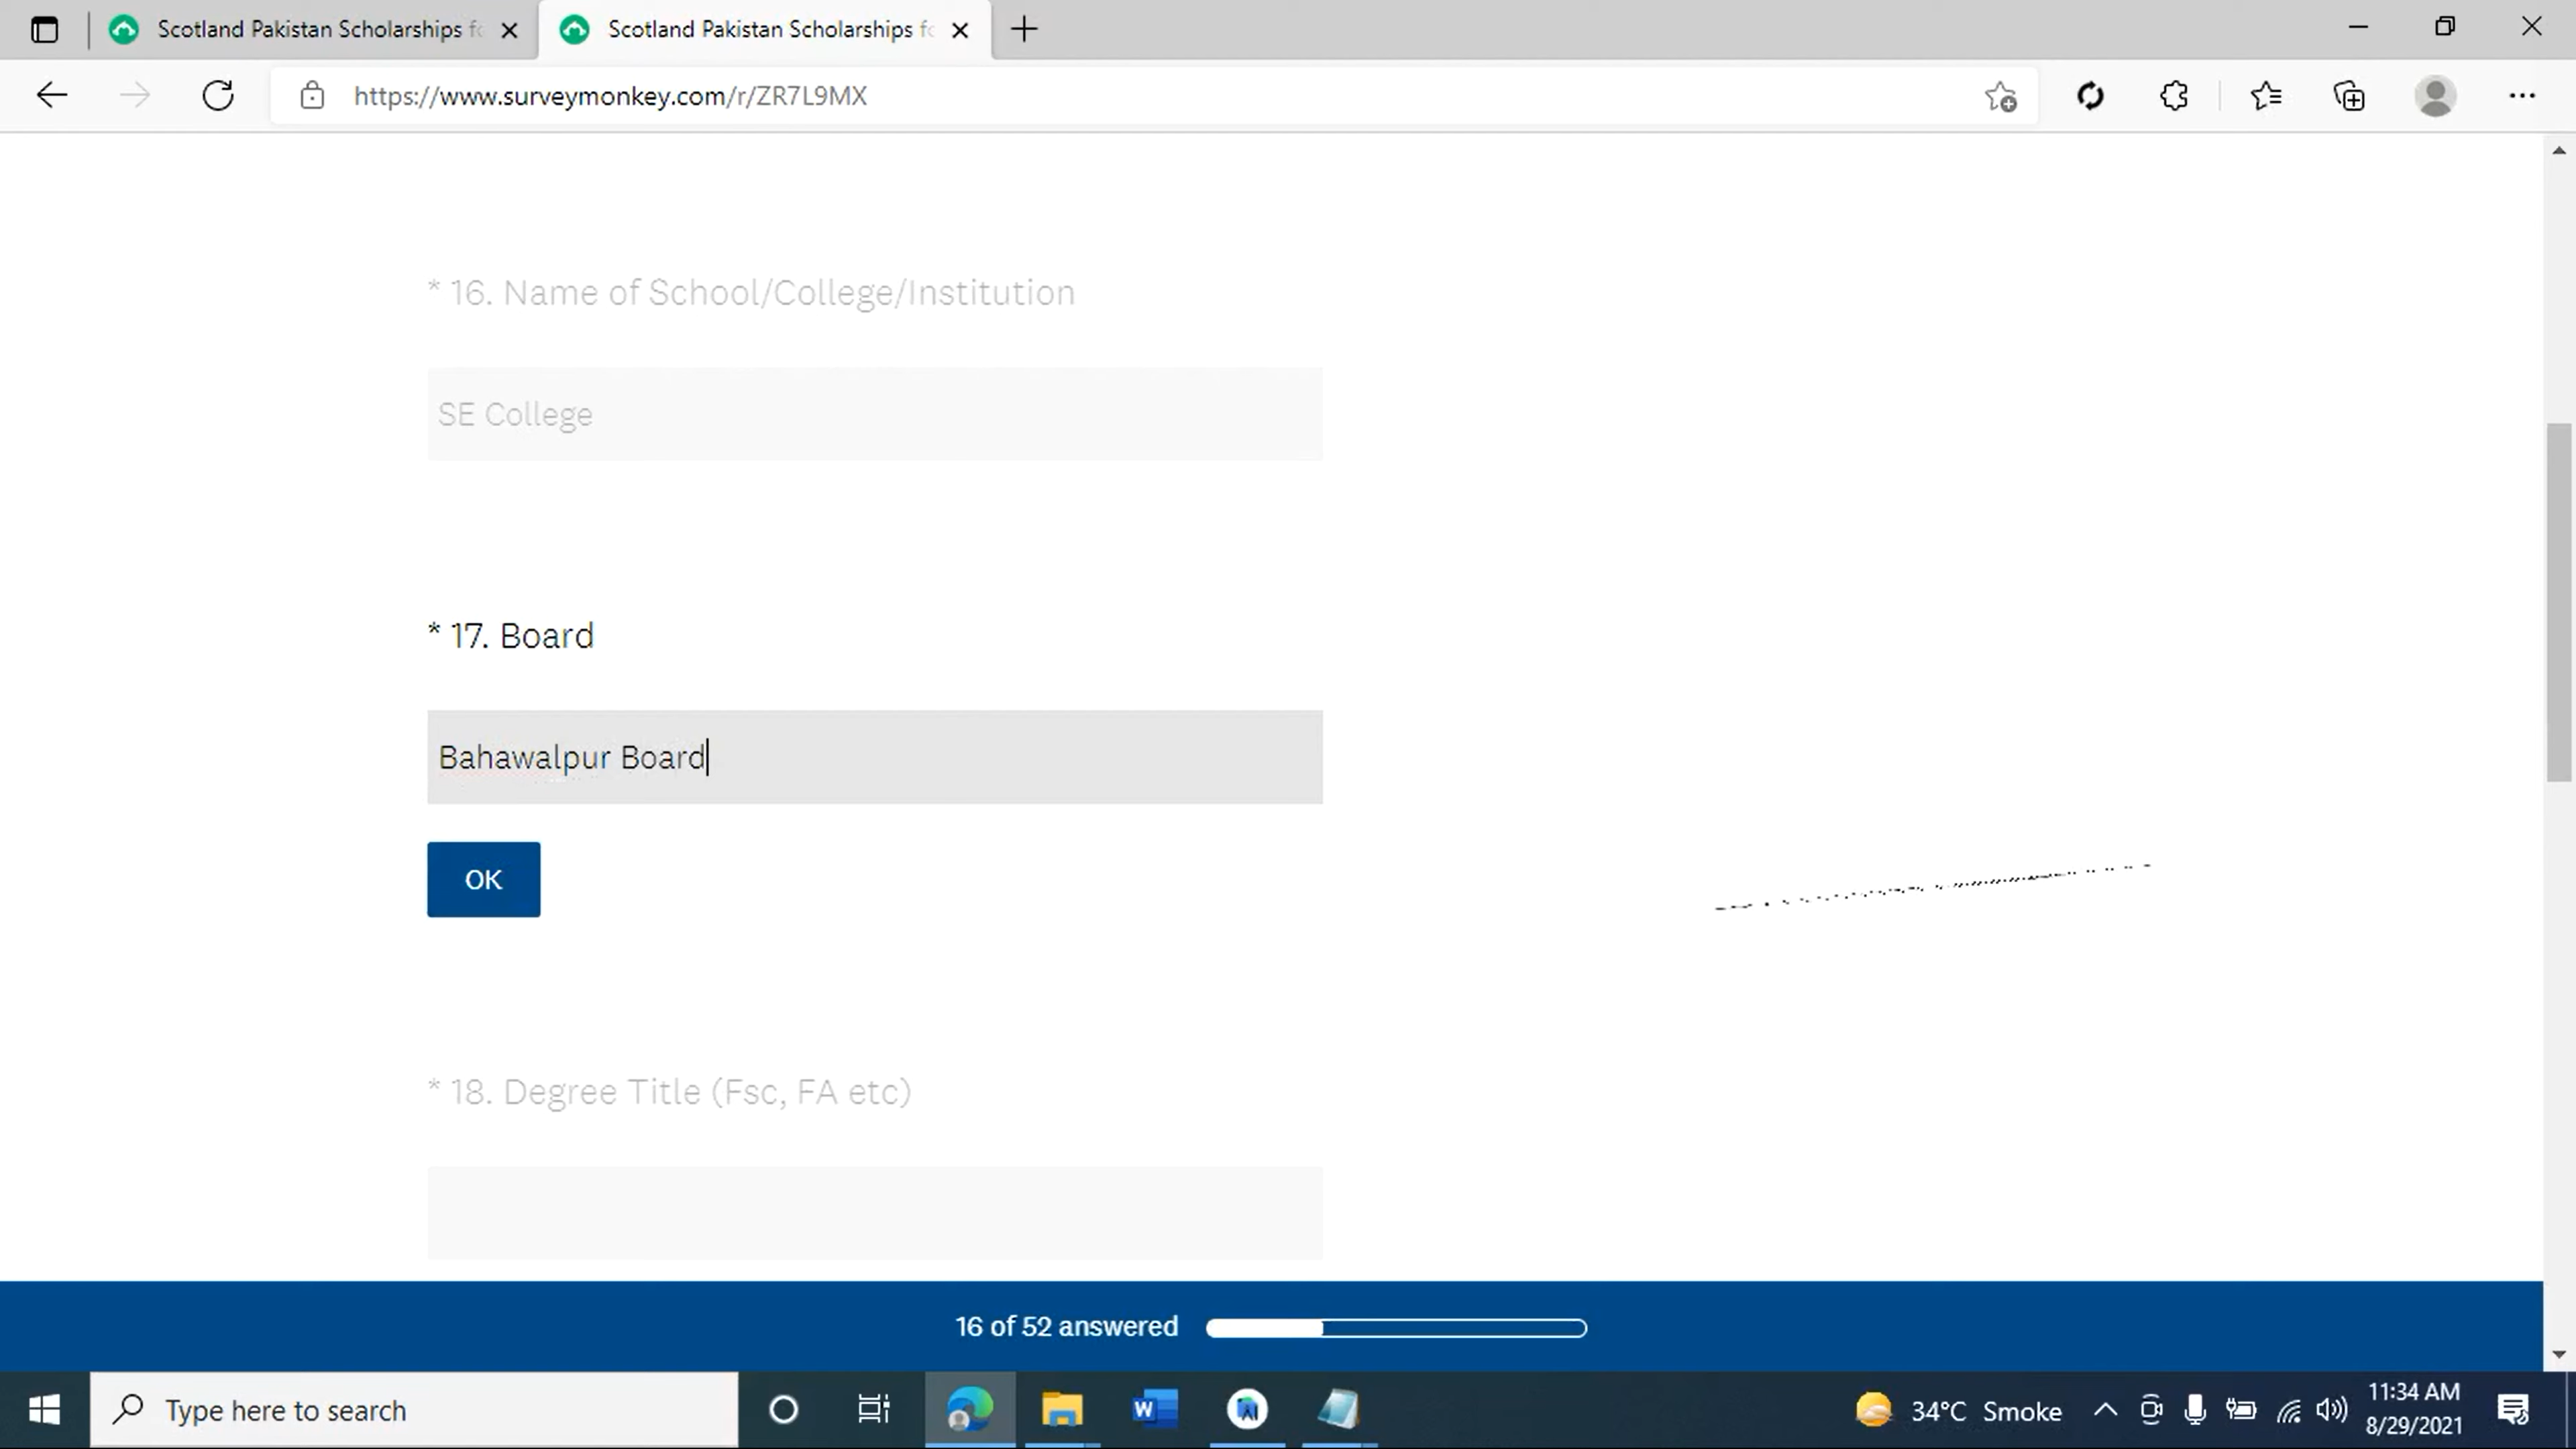 Scotland Pakistan Scholarships fo
Scotland Pakistan Scholarships fo
https://www.surveymonkey.com/r/ZR7L9MX
* 16. Name of School/College/Institution
SE College
* 17. Board
Bahawalpur Board
OK
* 18. Degree Title (Fsc, FA etc)
16 of 52 answered
Type here to search
34°C Smoke
11:34 AM
8/29/2021